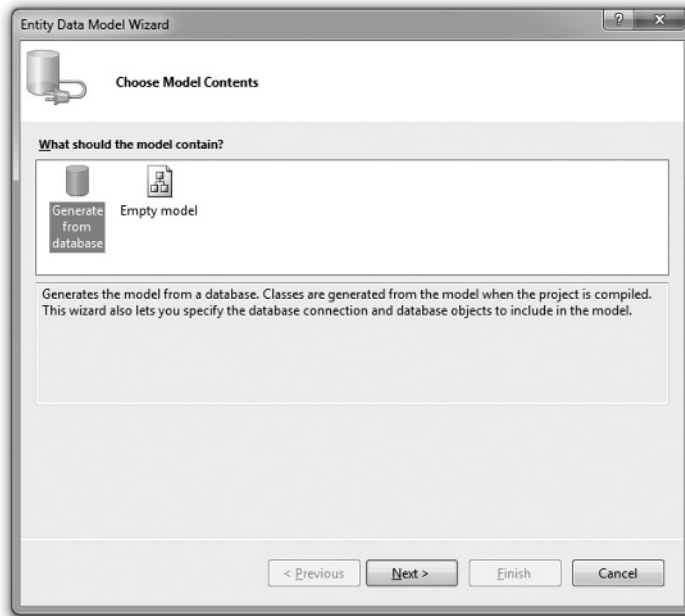 Entity Data Model Wizard
Choose Model Contents
What should the model contain?
Generate
from
database
Empty model
Generates the model from a database. Classes are generated from the model when the project is compiled.
This wizard also lets you specify the database connection and database objects to include in the model.
< Previous
Next >
Finish
Cancel